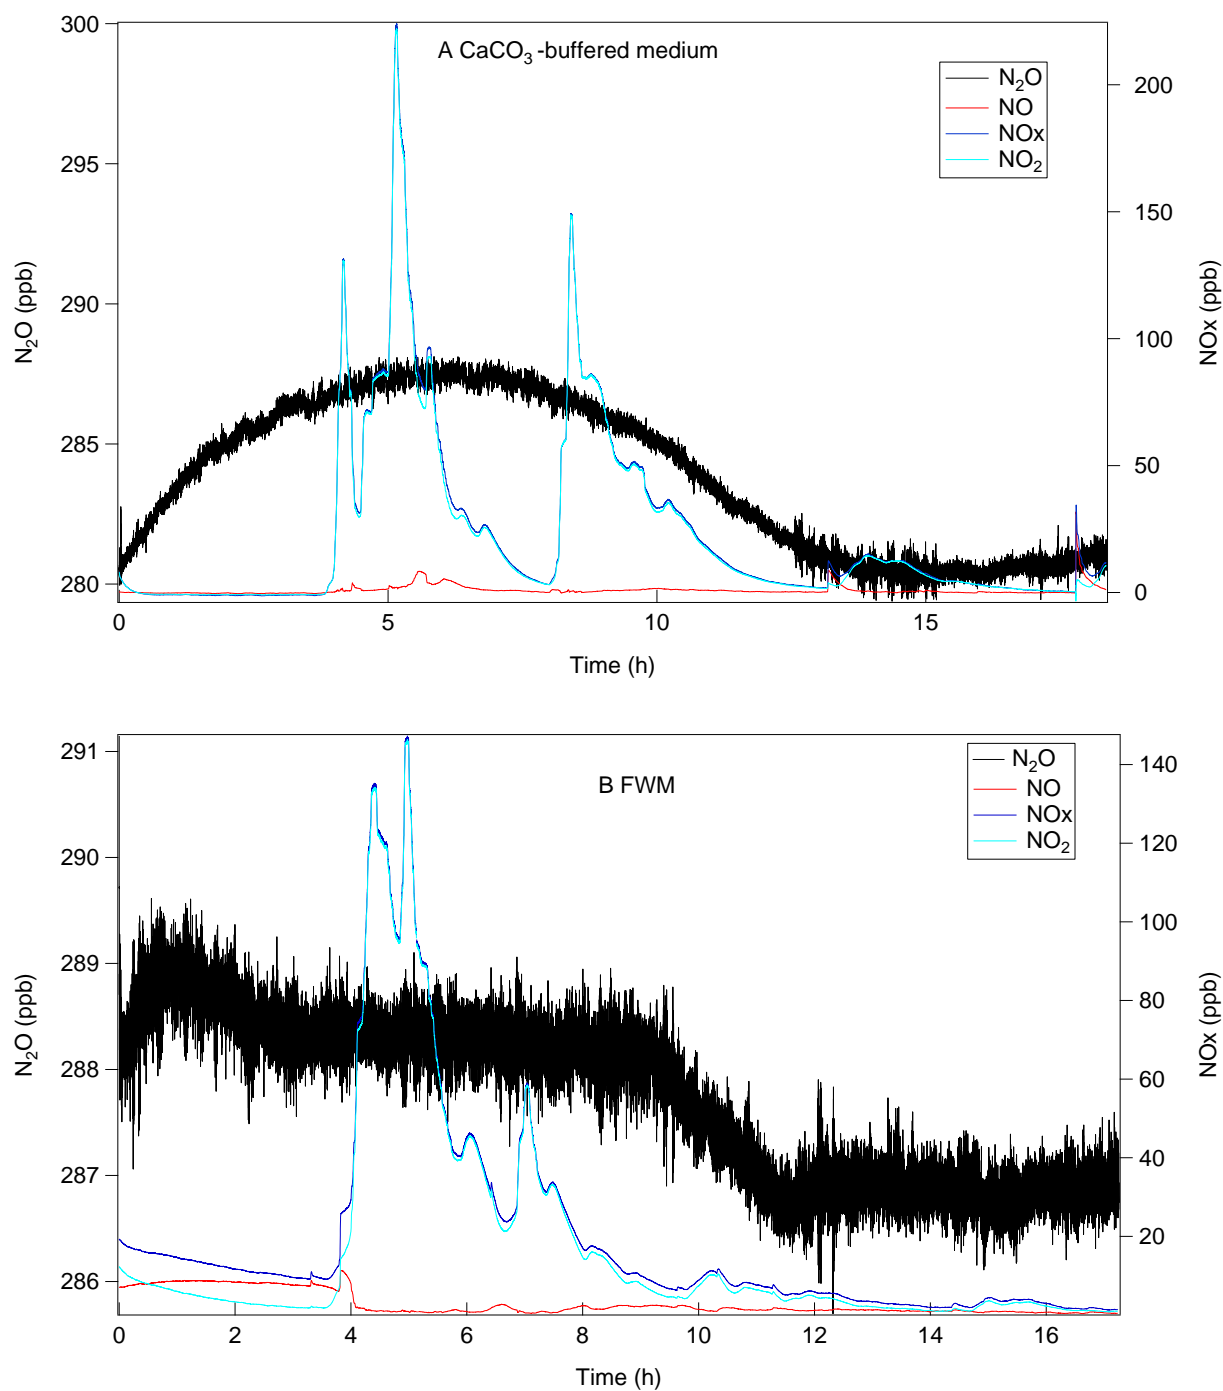 A CaCO₃-buffered medium
N₂O
NO
NOx
NO₂
300
295
290
285
280
N₂O (ppb)
200
150
100
50
0
NOx (ppb)
0 5 10 15
Time (h)
B FWM
N₂O
NO
NOx
NO₂
291
290
289
288
287
286
N₂O (ppb)
140
120
100
80
60
40
20
NOx (ppb)
0 2 4 6 8 10 12 14 16
Time (h)